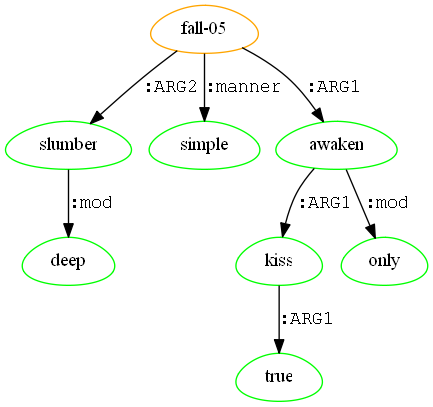 fall-05
:ARG2 :manner :ARG1
slumber simple awaken
:mod :ARG1 :mod
deep kiss only
:ARG1
true